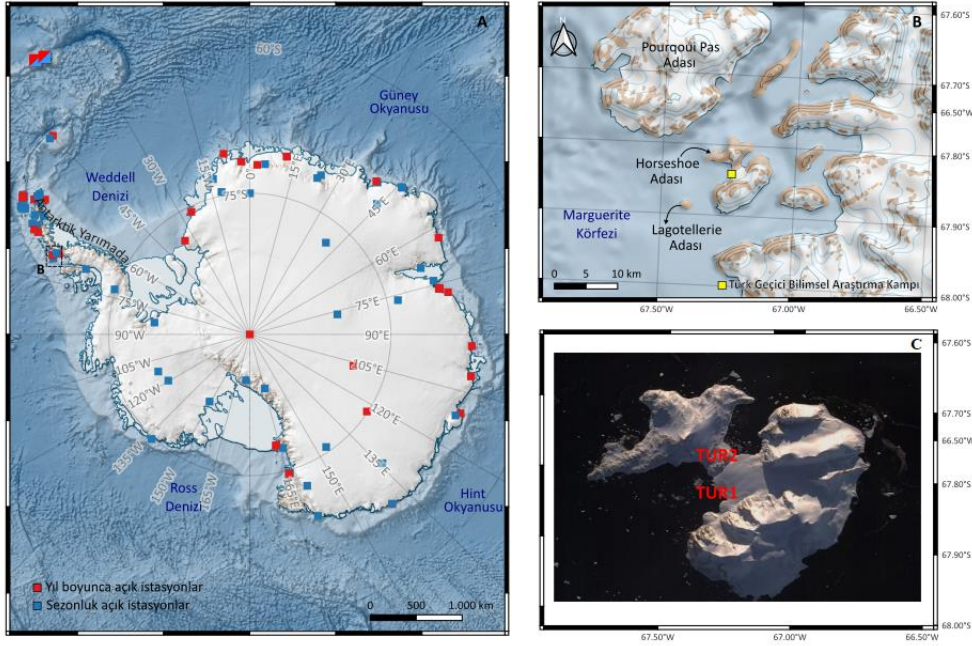 A
60°S
Güney
Okyanusu
Weddell
Denizi
30°W
15°W
0°
15°E
30°E
75°S
45°W
45°E
Antarktik Yarımada
60°W
60°E
B
75°W
75°E
90°W
90°E
105°W
105°E
120°W
120°E
135°W
135°E
150°W
150°E
165°W
165°E
Ross
Denizi
Hint
Okyanusu
Yıl boyunca açık istasyonlar
Sezonluk açık istasyonlar
0 500 1.000 km
B
N
Pourqoui Pas
Adası
Horseshoe
Adası
Marguerite
Körfezi
Lagotellerie
Adası
0 5 10 km
Türk Geçici Bilimsel Araştırma Kampı
67.60°S
67.70°S
66.50°S
67.80°S
67.90°S
68.00°S
67.50°W
67.00°W
66.50°W
C
TUR2
TUR1
67.70°S
66.50°S
67.80°S
67.90°S
68.00°S
67.50°W
67.00°W
66.50°W